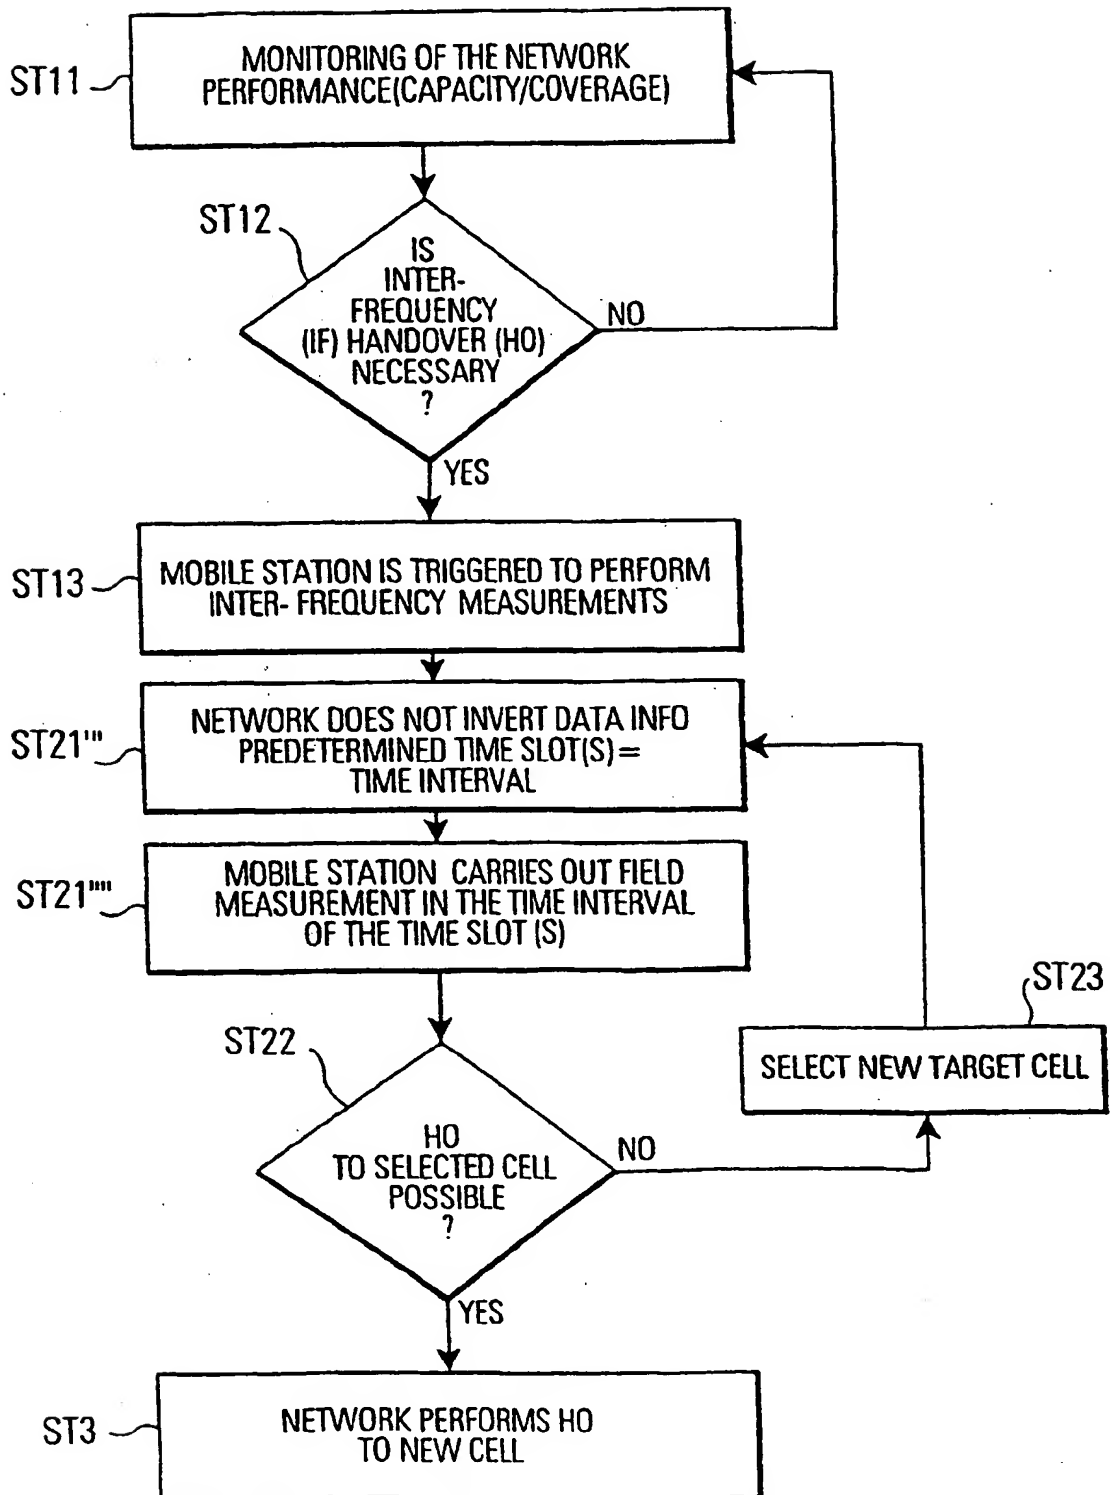 ST11
MONITORING OF THE NETWORK
PERFORMANCE(CAPACITY/COVERAGE)
ST12
IS
INTER-
FREQUENCY
(IF) HANDOVER (HO)
NECESSARY
?
NO
YES
ST13
MOBILE STATION IS TRIGGERED TO PERFORM
INTER- FREQUENCY MEASUREMENTS
ST21'''
NETWORK DOES NOT INVERT DATA INFO
PREDETERMINED TIME SLOT(S)=
TIME INTERVAL
ST21''''
MOBILE STATION CARRIES OUT FIELD
MEASUREMENT IN THE TIME INTERVAL
OF THE TIME SLOT (S)
ST22
HO
TO SELECTED CELL
POSSIBLE
?
NO
ST23
SELECT NEW TARGET CELL
YES
ST3
NETWORK PERFORMS HO
TO NEW CELL